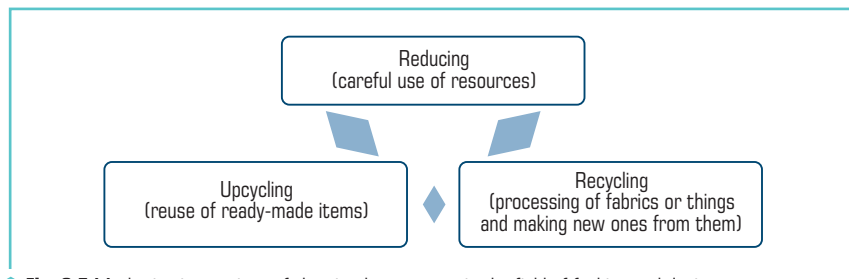 Reducing
(careful use of resources)
Upcycling
(reuse of ready-made items)
Recycling
(processing of fabrics or things
and making new ones from them)